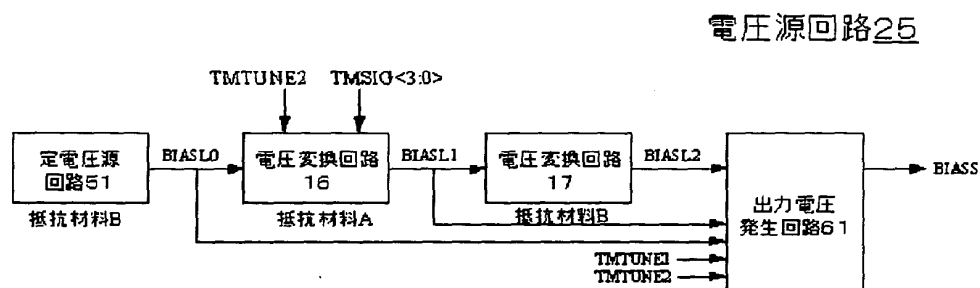 電圧源回路25
TMTUNE2 TMSIG<3:0>
定電圧源
回路51
BIASL0
電圧変換回路
16
BIASL1
電圧変換回路
17
BIASL2
出力電圧
発生回路61
BIASS
抵抗材料B
抵抗材料A
抵抗材料B
TMTUNE1
TMTUNE2